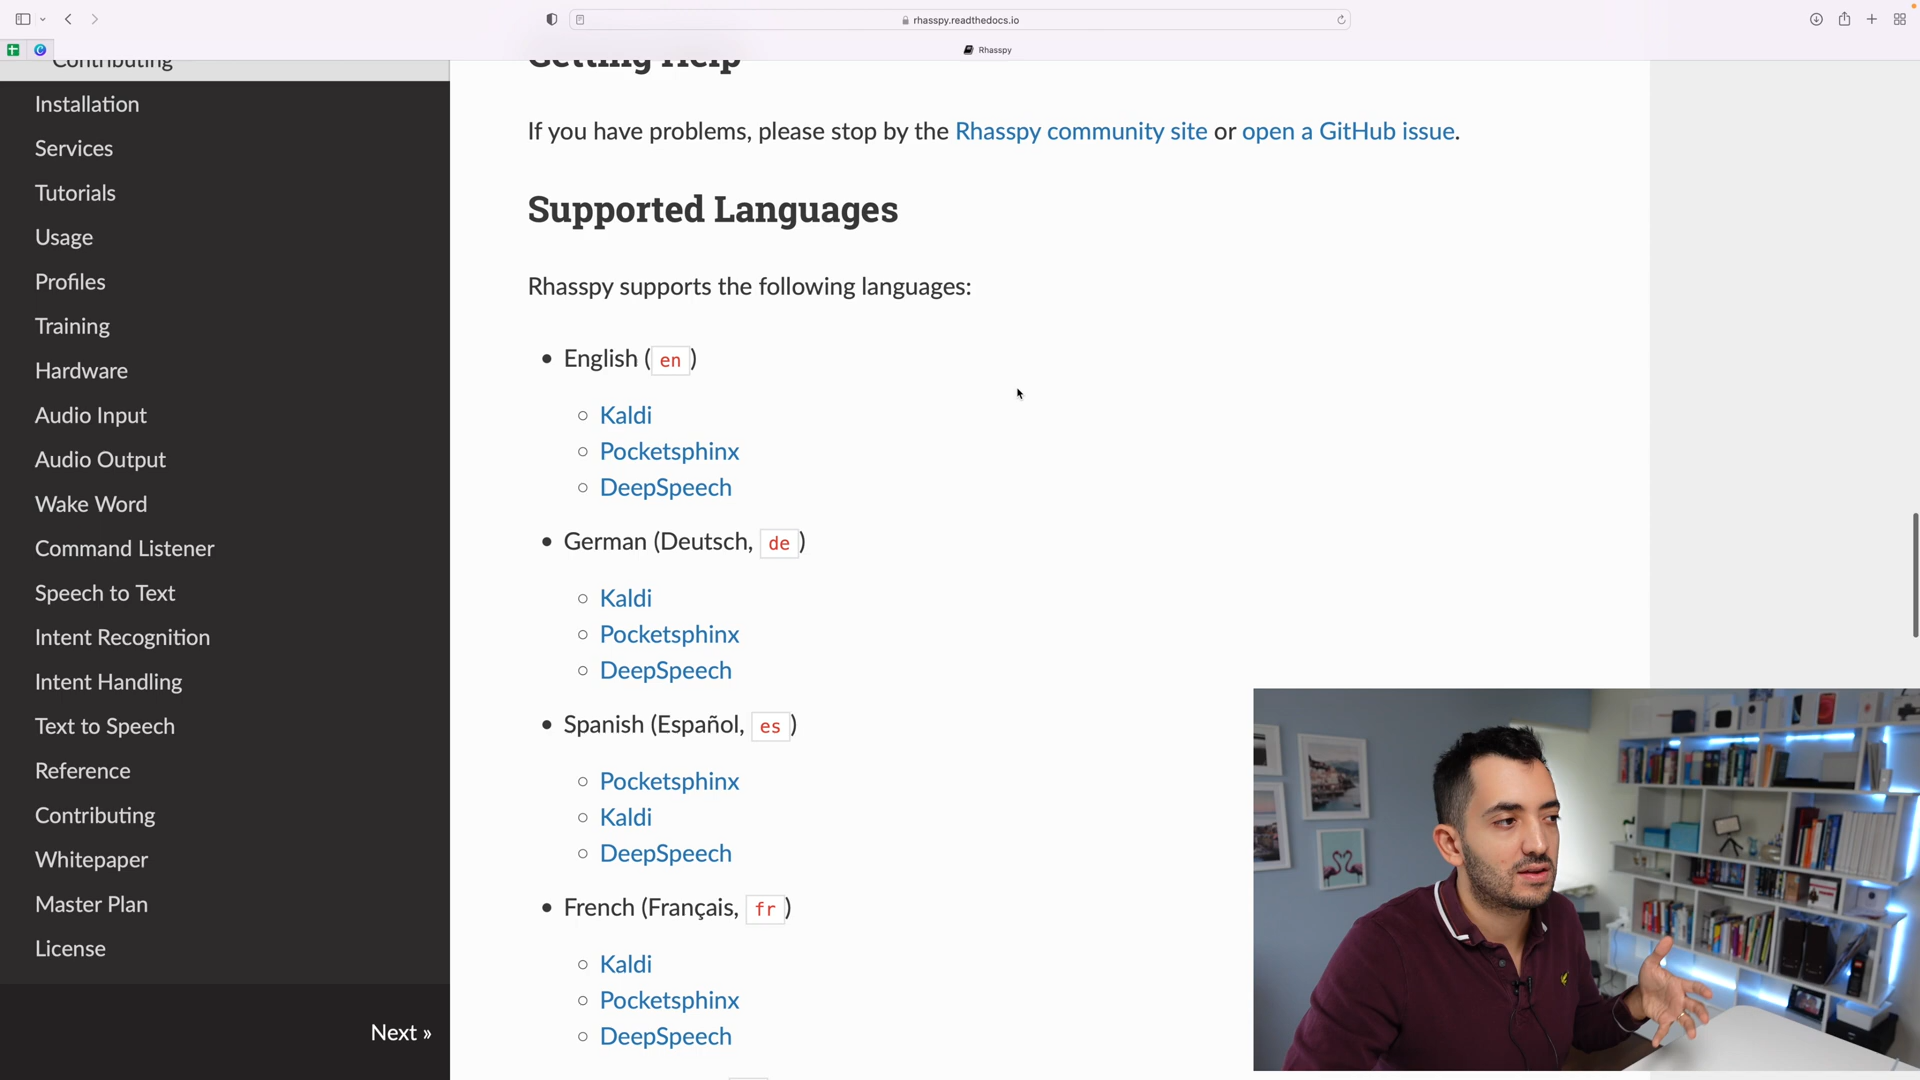 rhasspy.readthedocs.io
Rhasspy
Contributing
Installation
Services
Tutorials
Usage
Profiles
Training
Hardware
Audio Input
Audio Output
Wake Word
Command Listener
Speech to Text
Intent Recognition
Intent Handling
Text to Speech
Reference
Contributing
Whitepaper
Master Plan
License
Next »
Getting Help
If you have problems, please stop by the Rhasspy community site or open a GitHub issue.
Supported Languages
Rhasspy supports the following languages:
English (en)
Kaldi
Pocketsphinx
DeepSpeech
German (Deutsch, de)
Kaldi
Pocketsphinx
DeepSpeech
Spanish (Español, es)
Pocketsphinx
Kaldi
DeepSpeech
French (Français, fr)
Kaldi
Pocketsphinx
DeepSpeech